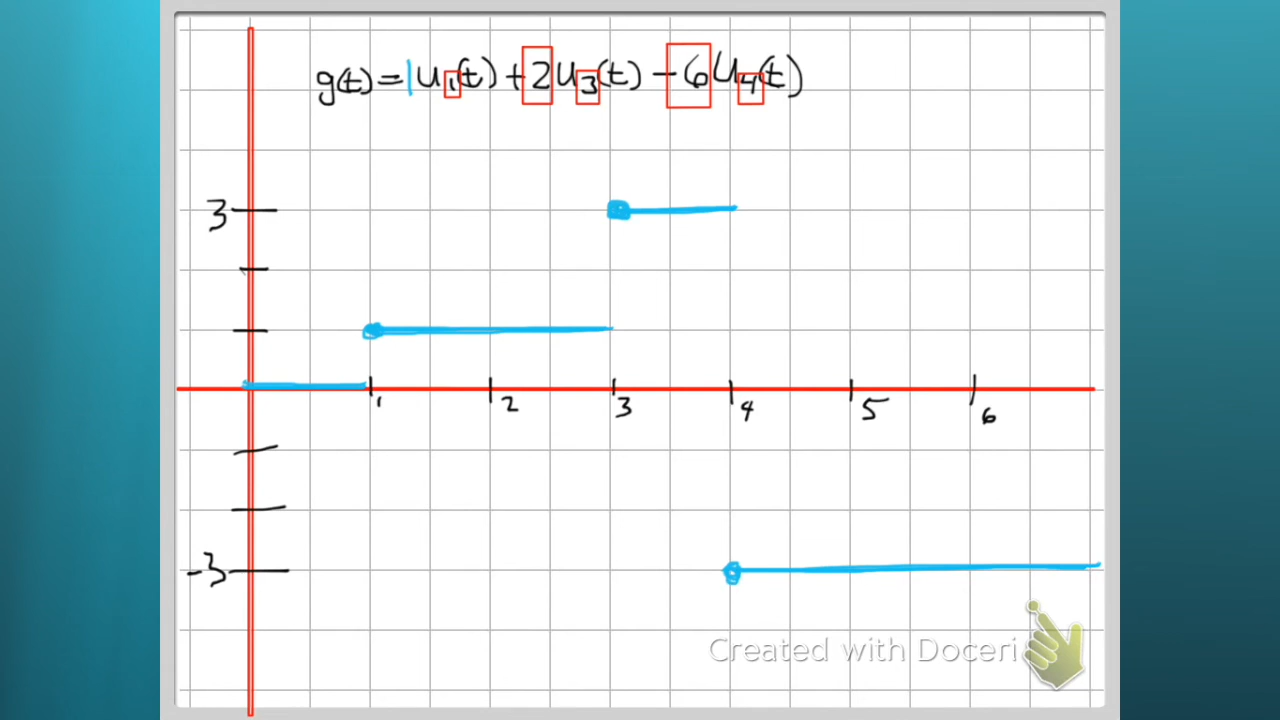 g(t)=1u₁(t)+2u₃(t)-6u₄(t)
3
1 2 3 4 5 6
-3
Created with Doceri